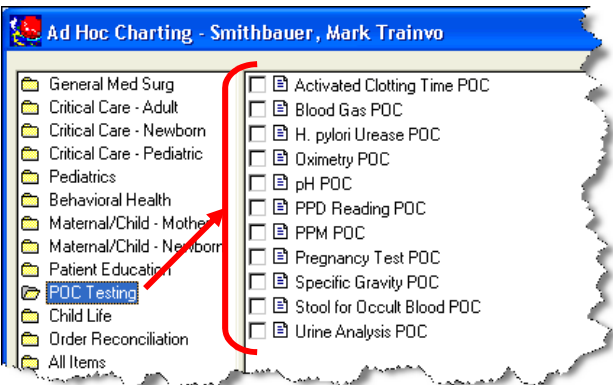 Ad Hoc Charting - Smithbauer, Mark Trainvo
General Med Surg
Critical Care - Adult
Critical Care - Newborn
Critical Care - Pediatric
Pediatrics
Behavioral Health
Maternal/Child - Mother
Maternal/Child - Newborn
Patient Education
POC Testing
Child Life
Order Reconciliation
All Items
Activated Clotting Time POC
Blood Gas POC
H. pylori Urease POC
Oximetry POC
pH POC
PPD Reading POC
PPM POC
Pregnancy Test POC
Specific Gravity POC
Stool for Occult Blood POC
Urine Analysis POC